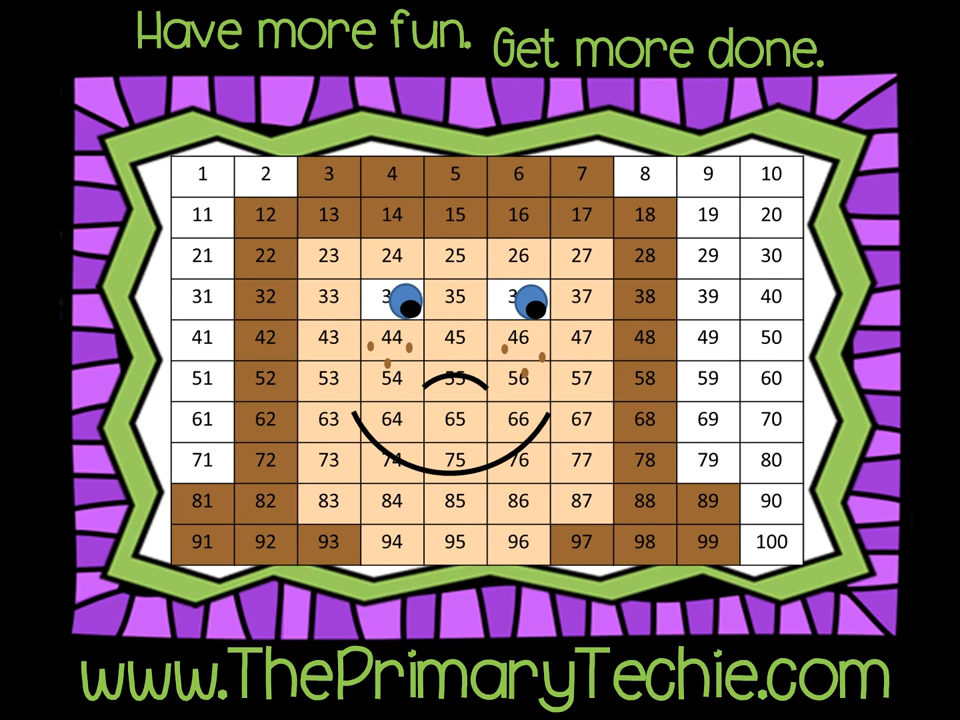 Have more fun. Get more done.
1 2 3 4 5 6 7 8 9 10
11 12 13 14 15 16 17 18 19 20
21 22 23 24 25 26 27 28 29 30
31 32 33 35 37 38 39 40
41 42 43 44 45 46 47 48 49 50
51 52 53 54 55 56 57 58 59 60
61 62 63 64 65 66 67 68 69 70
71 72 73 74 75 76 77 78 79 80
81 82 83 84 85 86 87 88 89 90
91 92 93 94 95 96 97 98 99 100
www.ThePrimaryTechie.com